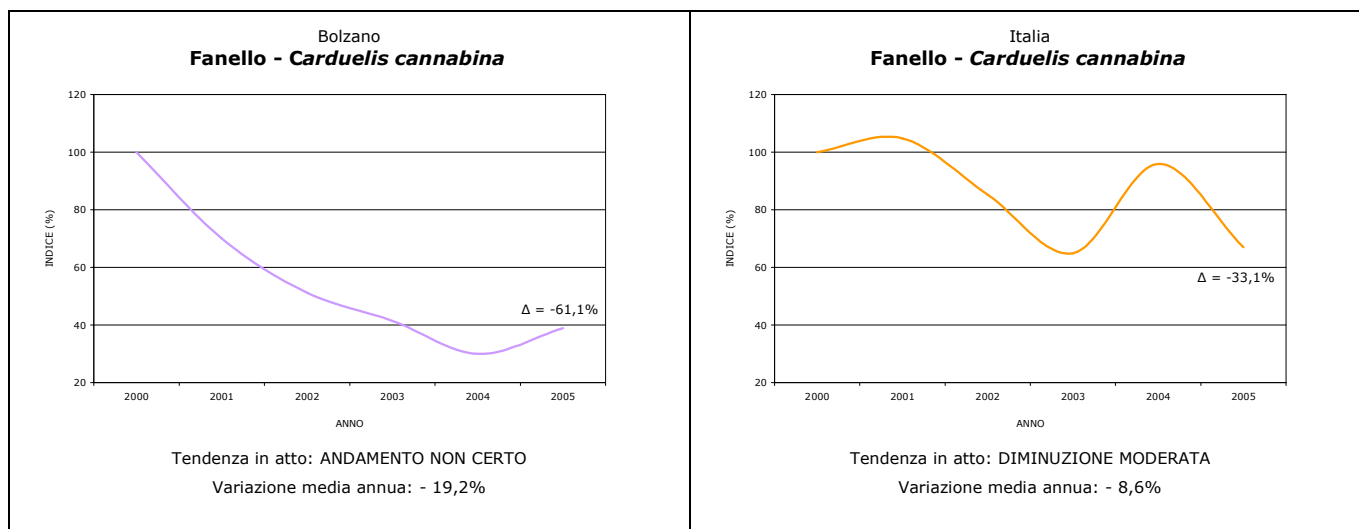 Bolzano
Fanello - Carduelis cannabina
120
100
80
60
40
20
INDICE (%)
Δ = -61,1%
2000 2001 2002 2003 2004 2005
ANNO
Tendenza in atto: ANDAMENTO NON CERTO
Variazione media annua: - 19,2%
Italia
Fanello - Carduelis cannabina
120
100
80
60
40
20
INDICE (%)
Δ = -33,1%
2000 2001 2002 2003 2004 2005
ANNO
Tendenza in atto: DIMINUZIONE MODERATA
Variazione media annua: - 8,6%